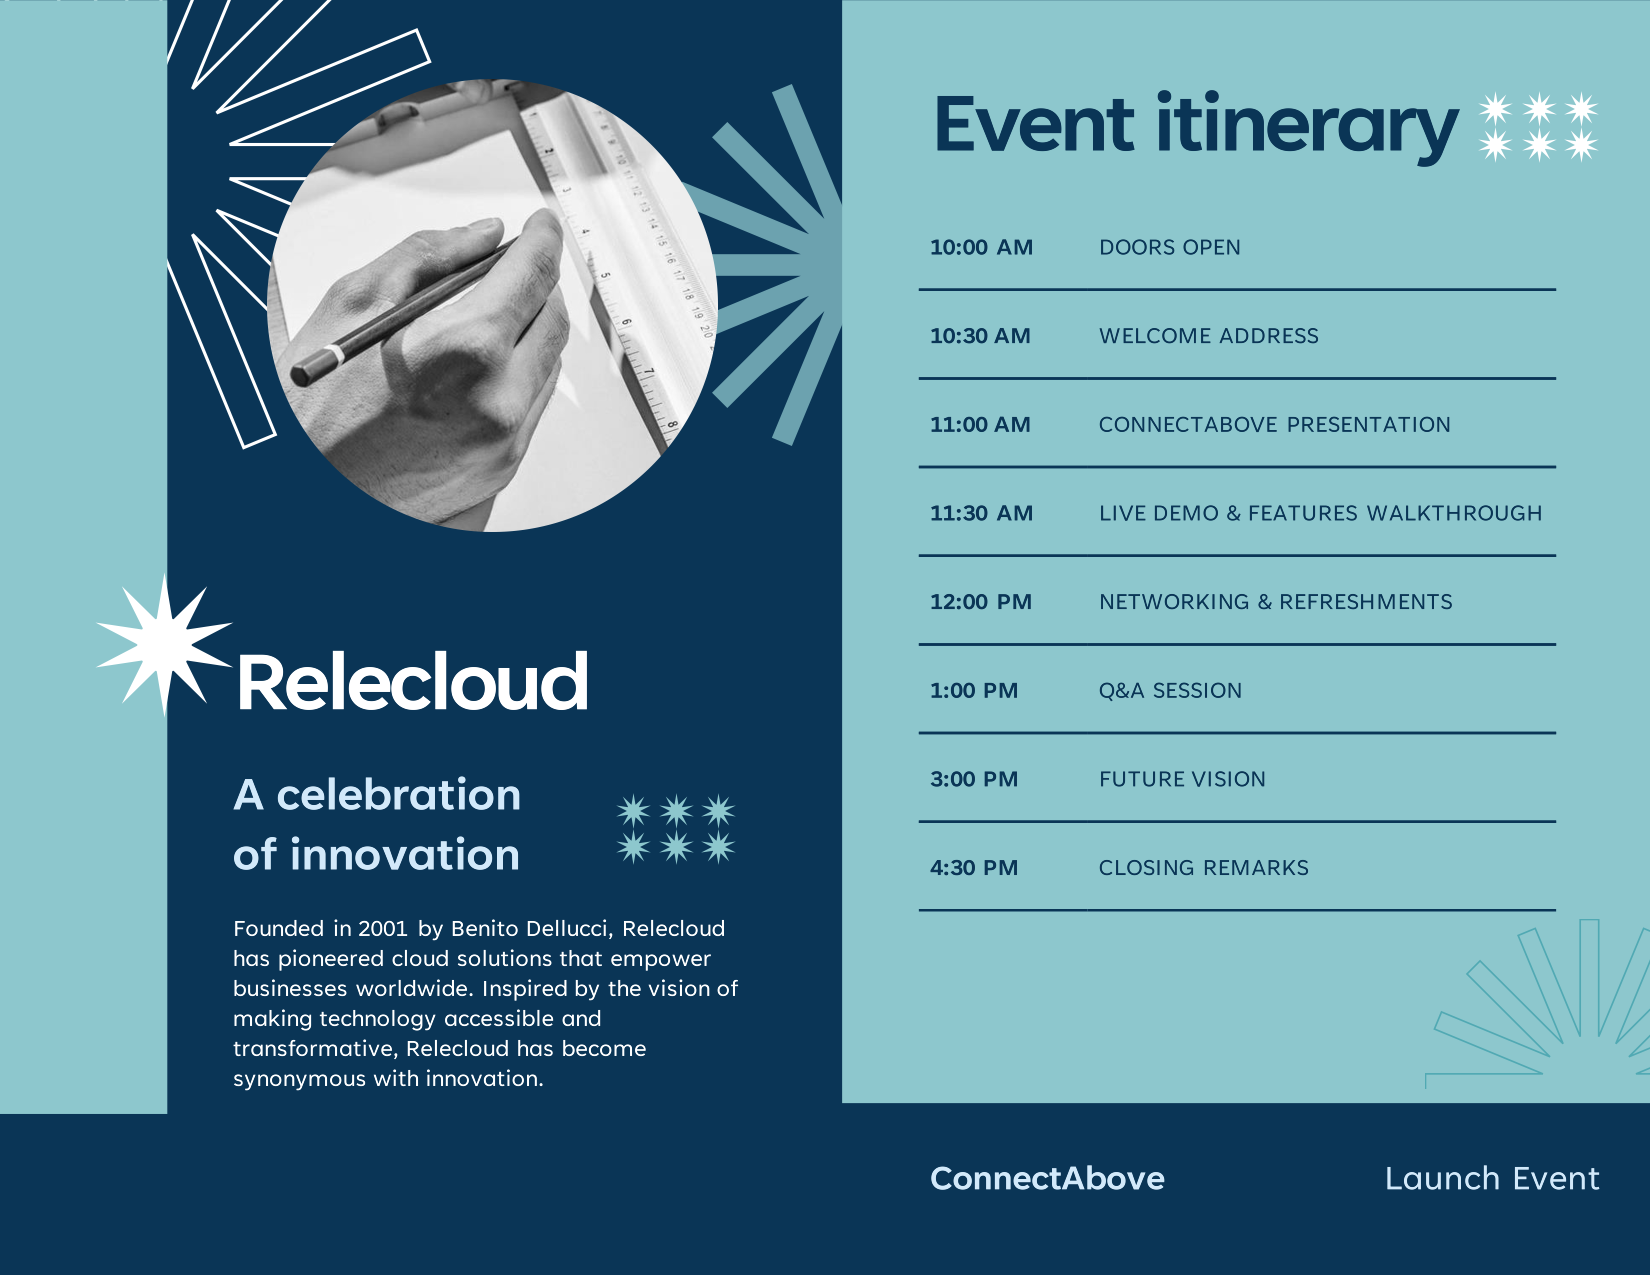 Relecloud
A celebration
of innovation
Founded in 2001 by Benito Dellucci, Relecloud
has pioneered cloud solutions that empower
businesses worldwide. Inspired by the vision of
making technology accessible and
transformative, Relecloud has become
synonymous with innovation.
Event itinerary
10:00 AM DOORS OPEN
10:30 AM WELCOME ADDRESS
11:00 AM CONNECTABOVE PRESENTATION
11:30 AM LIVE DEMO & FEATURES WALKTHROUGH
12:00 PM NETWORKING & REFRESHMENTS
1:00 PM Q&A SESSION
3:00 PM FUTURE VISION
4:30 PM CLOSING REMARKS
ConnectAbove Launch Event